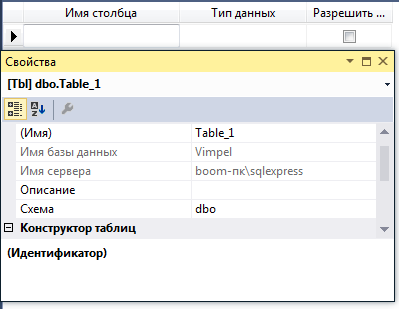 Имя столбца Тип данных Разрешить ...
Свойства
[Tbl] dbo.Table_1
(Имя) Table_1
Имя базы данных Vimpel
Имя сервера boom-пк\sqlexpress
Описание
Схема dbo
Конструктор таблиц
(Идентификатор)